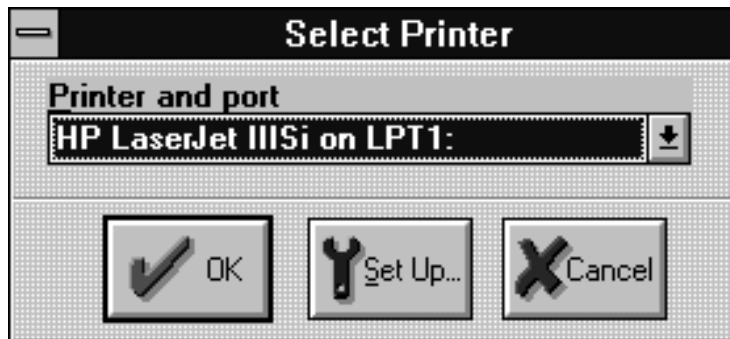 Select Printer
Printer and port
HP LaserJet IIISi on LPT1:
OK
Set Up...
Cancel